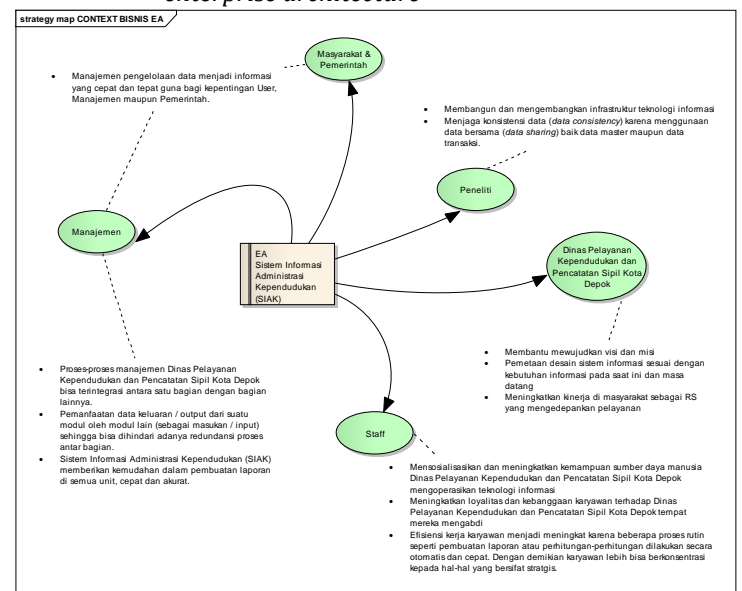 enterprise architecture
strategy map CONTEXT BISNIS EA
Masyarakat &
Pemerintah
• Manajemen pengelolaan data menjadi informasi
yang cepat dan tepat guna bagi kepentingan User,
Manajemen maupun Pemerintah.
• Membangun dan mengembangkan infrastruktur teknologi informasi
• Menjaga konsistensi data (data consistency) karena menggunakan
data bersama (data sharing) baik data master maupun data
transaksi.
Peneliti
Manajemen
EA
Sistem Informasi
Administrasi
Kependudukan
(SIAK)
Dinas Pelayanan
Kependudukan dan
Pencatatan Sipil Kota
Depok
• Membantu mewujudkan visi dan misi
• Pemetaan desain sistem informasi sesuai dengan
kebutuhan informasi pada saat ini dan masa
datang
• Meningkatkan kinerja di masyarakat sebagai RS
yang mengedepankan pelayanan
• Proses-proses manajemen Dinas Pelayanan
Kependudukan dan Pencatatan Sipil Kota Depok
bisa terintegrasi antara satu bagian dengan bagian
lainnya.
• Pemanfaatan data keluaran / output dari suatu
modul oleh modul lain (sebagai masukan / input)
sehingga bisa dihindari adanya redundansi proses
antar bagian.
• Sistem Informasi Administrasi Kependudukan (SIAK)
memberikan kemudahan dalam pembuatan laporan
di semua unit, cepat dan akurat.
Staff
• Mensosialisasikan dan meningkatkan kemampuan sumber daya manusia
Dinas Pelayanan Kependudukan dan Pencatatan Sipil Kota Depok
mengoperasikan teknologi informasi
• Meningkatkan loyalitas dan kebanggaan karyawan terhadap Dinas
Pelayanan Kependudukan dan Pencatatan Sipil Kota Depok tempat
mereka mengabdi
• Efisiensi kerja karyawan menjadi meningkat karena beberapa proses rutin
seperti pembuatan laporan atau perhitungan-perhitungan dilakukan secara
otomatis dan cepat. Dengan demikian karyawan lebih bisa berkonsentrasi
kepada hal-hal yang bersifat stratgis.